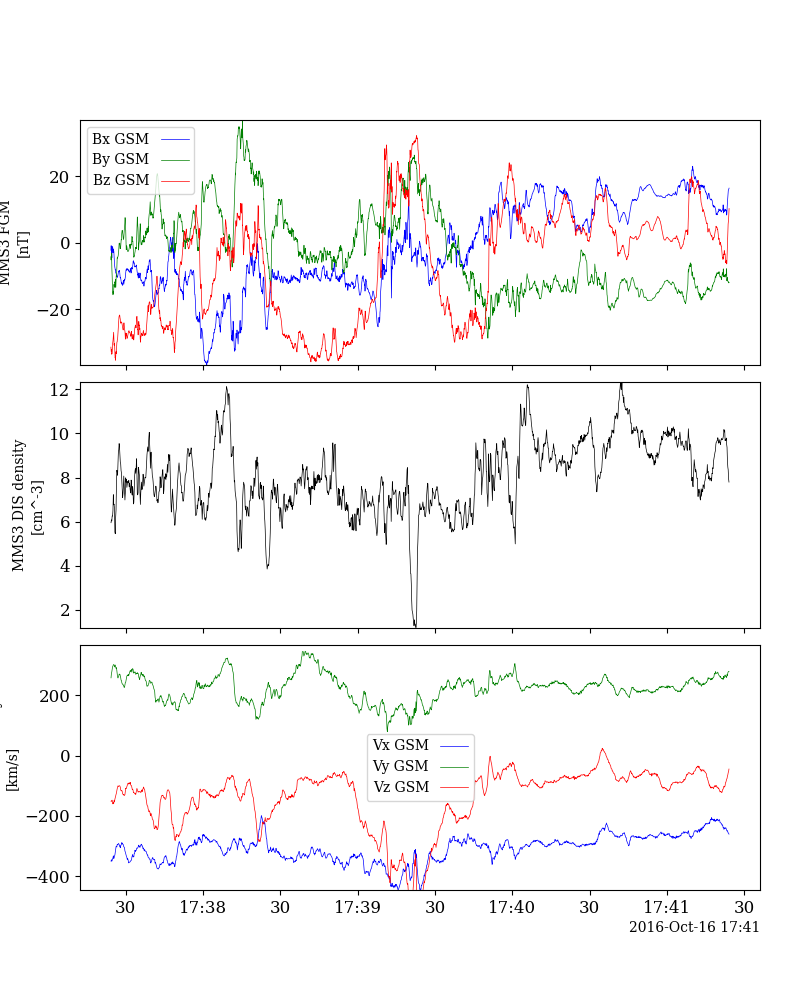 Bx GSM
By GSM
Bz GSM
20
0
−20
MMS3 FGM
[nT]
12
10
8
6
4
2
MMS3 DIS density
[cm^-3]
200
0
−200
−400
[km/s]
Vx GSM
Vy GSM
Vz GSM
30 17:38 30 17:39 30 17:40 30 17:41 30
2016-Oct-16 17:41